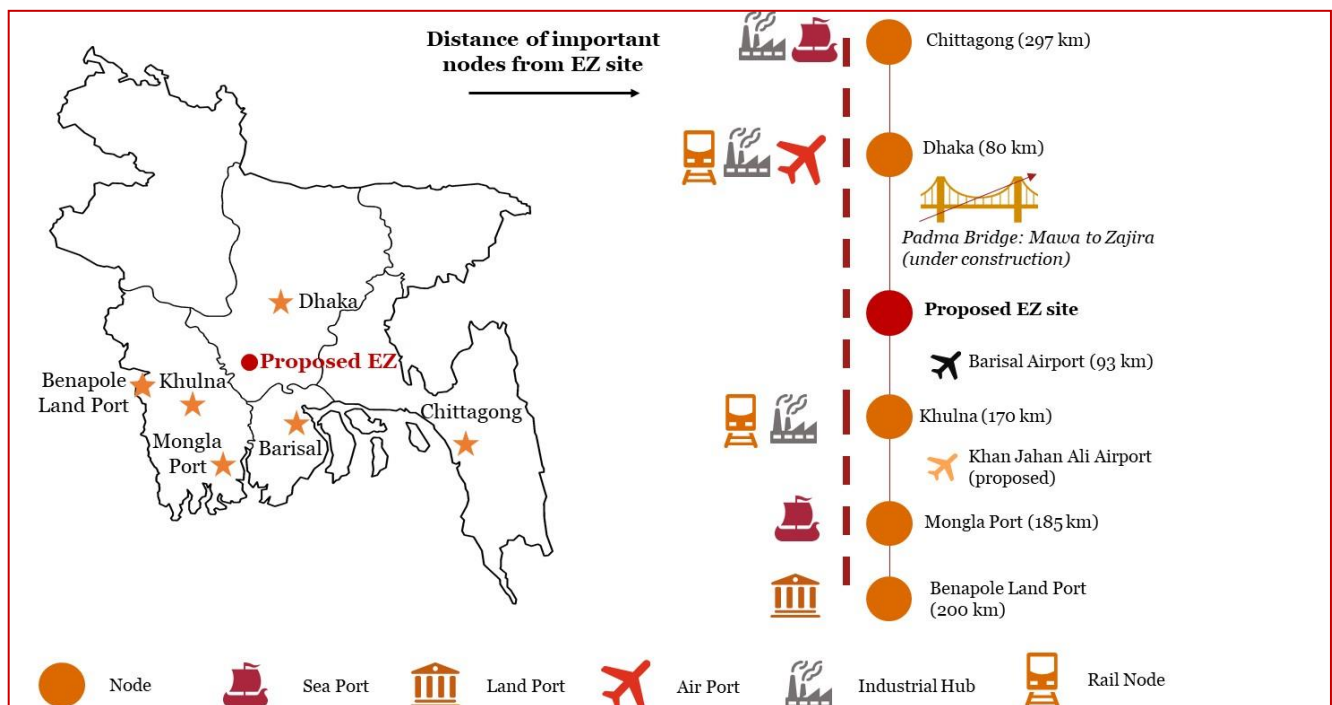 Distance of important
nodes from EZ site
Dhaka
Proposed EZ
Benapole
Land Port
Khulna
Mongla
Port
Barisal
Chittagong
Chittagong (297 km)
Dhaka (80 km)
Padma Bridge: Mawa to Zajira
(under construction)
Proposed EZ site
Barisal Airport (93 km)
Khulna (170 km)
Khan Jahan Ali Airport
(proposed)
Mongla Port (185 km)
Benapole Land Port
(200 km)
Node
Sea Port
Land Port
Air Port
Industrial Hub
Rail Node